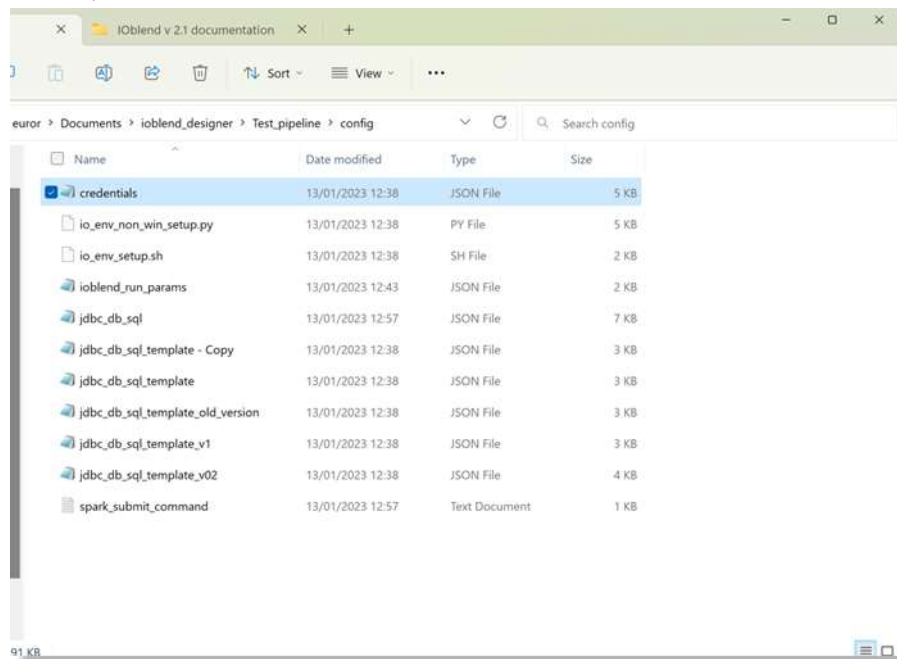 IOblend v 2.1 documentation
Sort View
euror > Documents > ioblend_designer > Test_pipeline > config Search config
Name Date modified Type Size
credentials 13/01/2023 12:38 JSON File 5 KB
io_env_non_win_setup.py 13/01/2023 12:38 PY File 5 KB
io_env_setup.sh 13/01/2023 12:38 SH File 2 KB
ioblend_run_params 13/01/2023 12:43 JSON File 2 KB
jdbc_db_sql 13/01/2023 12:57 JSON File 7 KB
jdbc_db_sql_template - Copy 13/01/2023 12:38 JSON File 3 KB
jdbc_db_sql_template 13/01/2023 12:38 JSON File 3 KB
jdbc_db_sql_template_old_version 13/01/2023 12:38 JSON File 3 KB
jdbc_db_sql_template_v1 13/01/2023 12:38 JSON File 3 KB
jdbc_db_sql_template_v02 13/01/2023 12:38 JSON File 4 KB
spark_submit_command 13/01/2023 12:57 Text Document 1 KB
91 KB